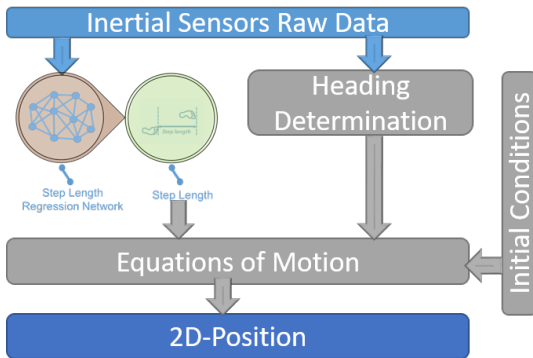 Inertial Sensors Raw Data
Heading
Determination
Step length
Step Length
Regression Network
Step Length
Initial Conditions
Equations of Motion
2D-Position